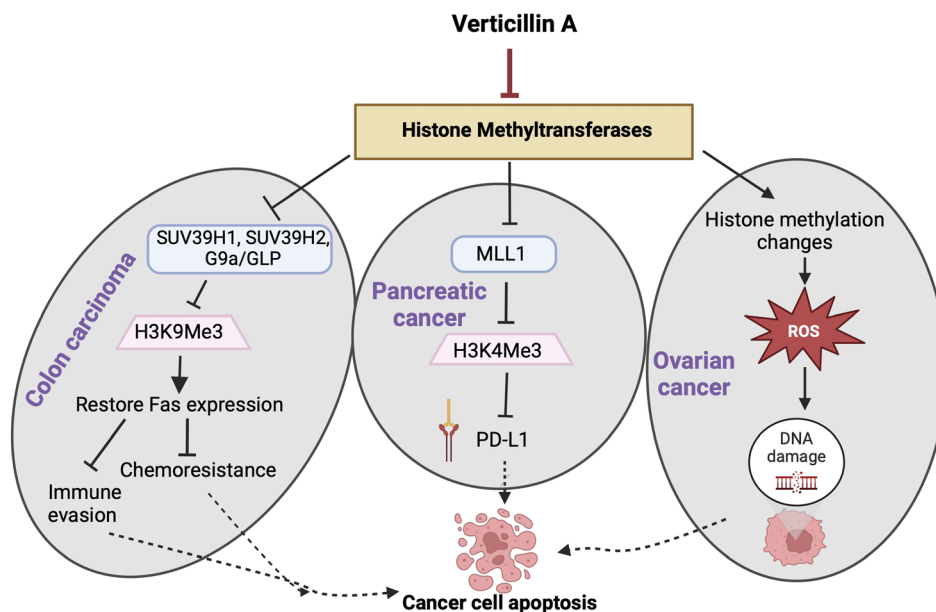 Verticillin A
Histone Methyltransferases
Colon carcinoma
SUV39H1, SUV39H2,
G9a/GLP
H3K9Me3
Restore Fas expression
Chemoresistance
Immune
evasion
MLL1
Pancreatic
cancer
H3K4Me3
PD-L1
Histone methylation
changes
ROS
Ovarian
cancer
DNA
damage
Cancer cell apoptosis